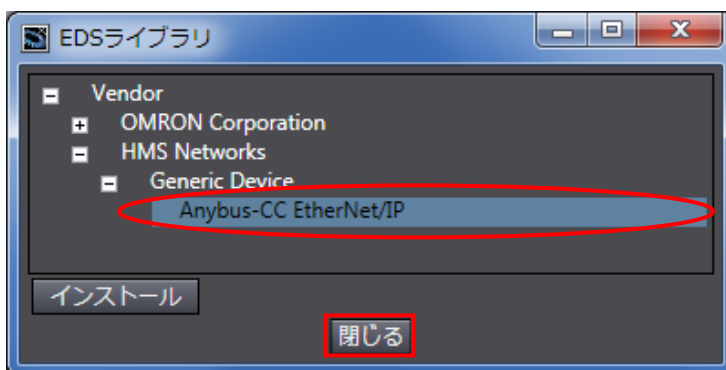 EDSライブラリ
Vendor
OMRON Corporation
HMS Networks
Generic Device
Anybus-CC EtherNet/IP
インストール
閉じる